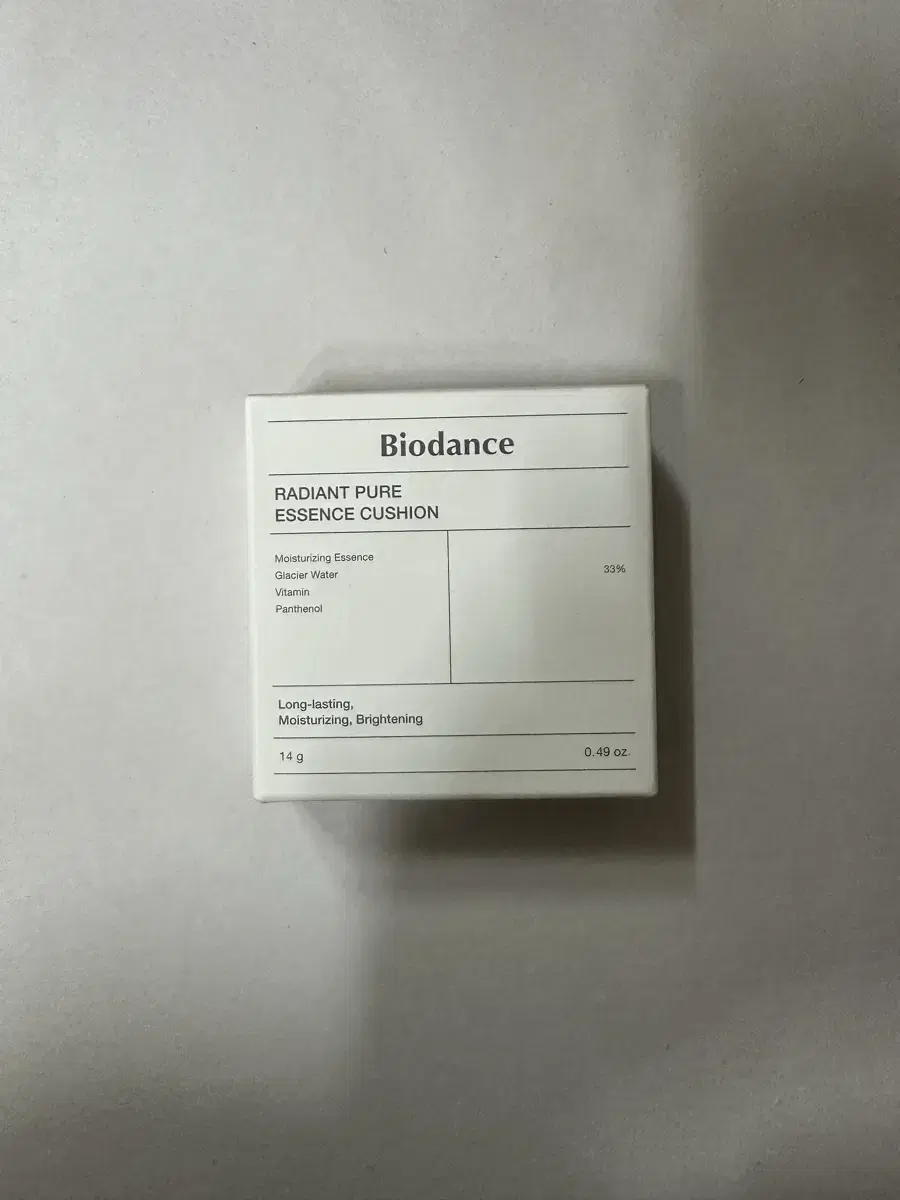 Biodance
RADIANT PURE
ESSENCE CUSHION
Moisturizing Essence
Glacier Water
Vitamin
Panthenol
33%
Long-lasting,
Moisturizing, Brightening
14 g
0.49 oz.